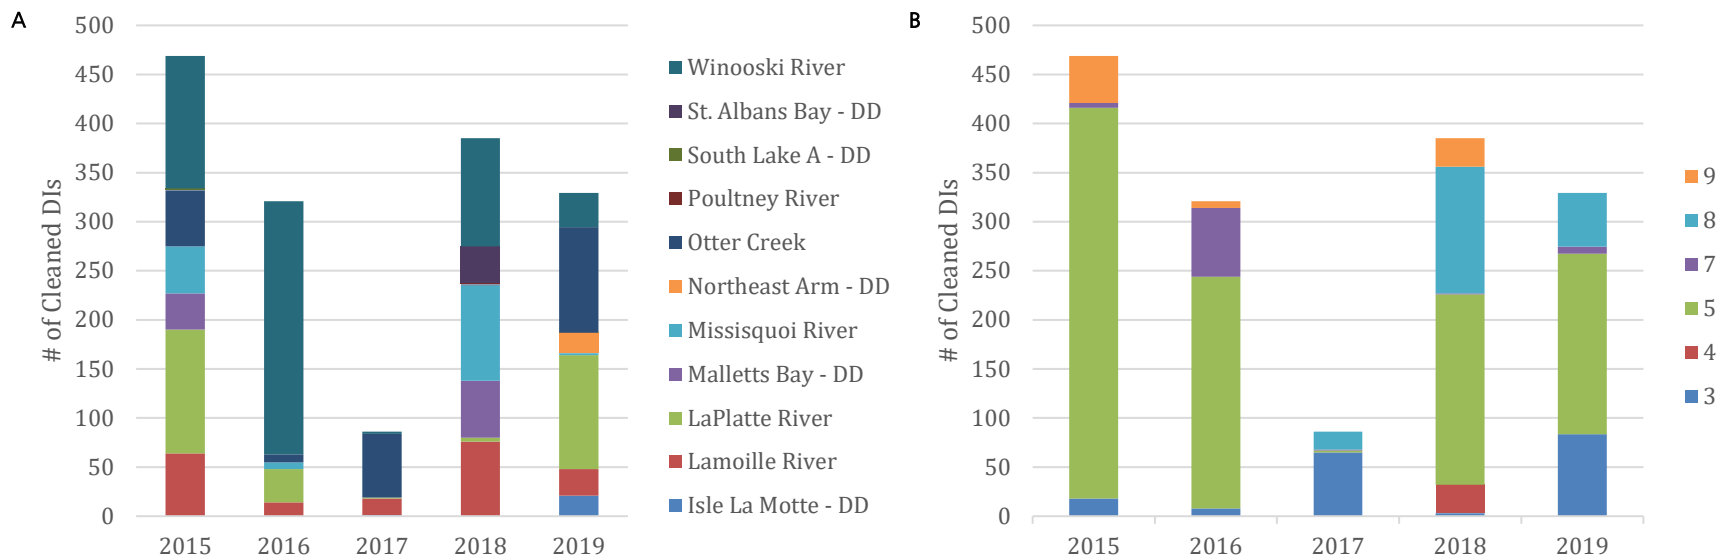 A
# of Cleaned DIs
500
450
400
350
300
250
200
150
100
50
0
2015 2016 2017 2018 2019
Winooski River
St. Albans Bay - DD
South Lake A - DD
Poultney River
Otter Creek
Northeast Arm - DD
Missisquoi River
Malletts Bay - DD
LaPlatte River
Lamoille River
Isle La Motte - DD
B
# of Cleaned DIs
500
450
400
350
300
250
200
150
100
50
0
2015 2016 2017 2018 2019
9
8
7
5
4
3